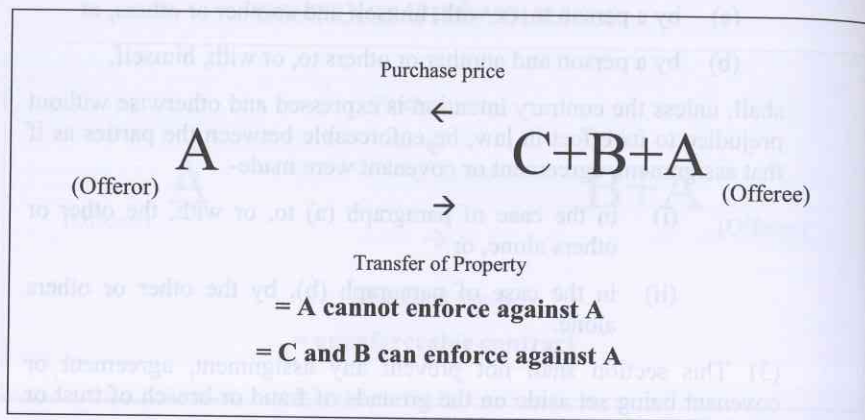 Purchase price
←
A C+B+A
(Offeror) (Offeree)
→
Transfer of Property
= A cannot enforce against A
= C and B can enforce against A